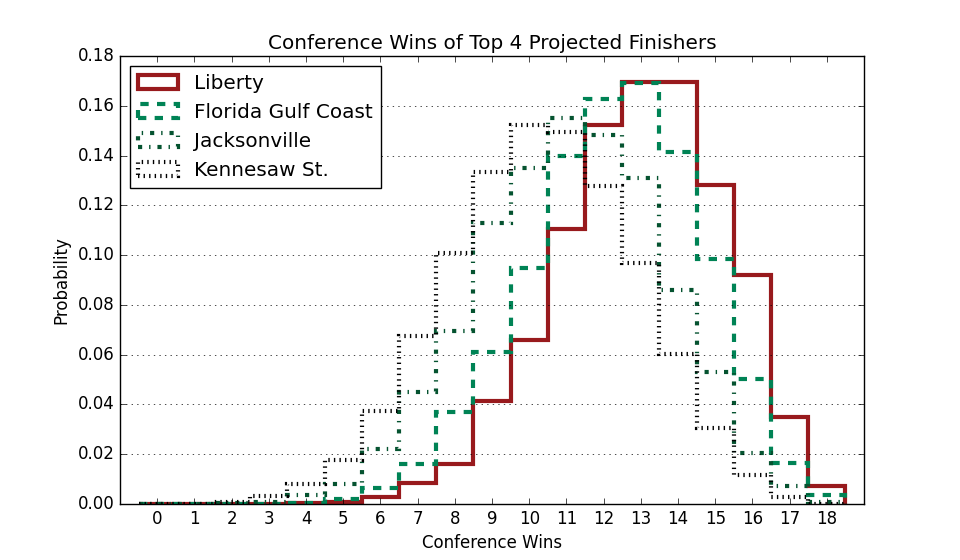 Conference Wins of Top 4 Projected Finishers
0.18
0.16
0.14
0.12
0.10
0.08
0.06
0.04
0.02
0.00
Probability
Liberty
Florida Gulf Coast
Jacksonville
Kennesaw St.
0 1 2 3 4 5 6 7 8 9 10 11 12 13 14 15 16 17 18
Conference Wins